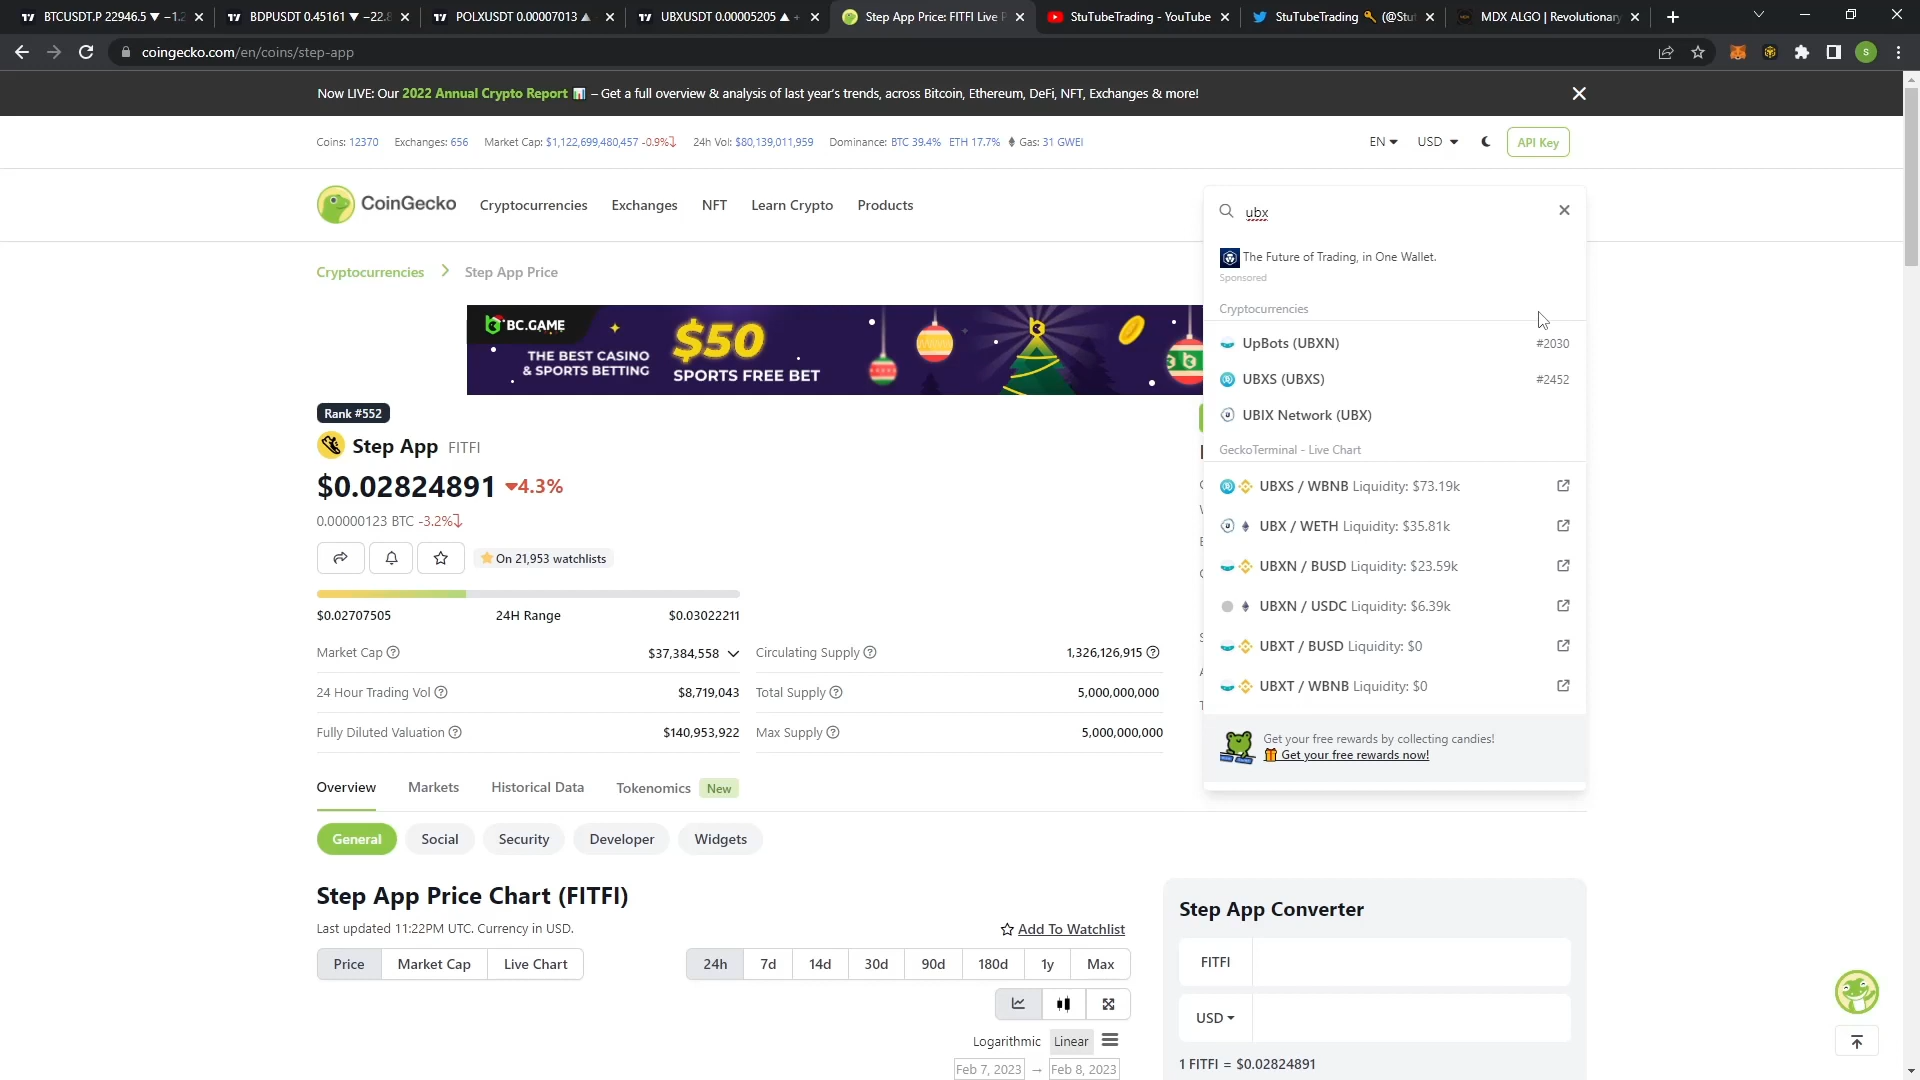 BTCUSDT.P 22946.5 ▼ −1.2
BDPUSDT 0.45161 ▼ −22.8
POLXUSDT 0.00007013 ▲
UBXUSDT 0.00005205 ▲ +
Step App Price: FITFI Live P
StuTubeTrading - YouTube
StuTubeTrading 🔑 (@Stut
MDX ALGO | Revolutionary
coingecko.com/en/coins/step-app
S
Now LIVE: Our 2022 Annual Crypto Report 📊 – Get a full overview & analysis of last year's trends, across Bitcoin, Ethereum, DeFi, NFT, Exchanges & more!
Coins: 12370 Exchanges: 656 Market Cap: $1,122,699,480,457 -0.9% 24h Vol: $80,139,011,959 Dominance: BTC 39.4% ETH 17.7% Gas: 31 GWEI
EN USD API Key
CoinGecko Cryptocurrencies Exchanges NFT Learn Crypto Products
ubx
The Future of Trading, in One Wallet.
Sponsored
Cryptocurrencies
UpBots (UBXN) #2030
UBXS (UBXS) #2452
UBIX Network (UBX)
GeckoTerminal - Live Chart
UBXS / WBNB Liquidity: $73.19k
UBX / WETH Liquidity: $35.81k
UBXN / BUSD Liquidity: $23.59k
UBXN / USDC Liquidity: $6.39k
UBXT / BUSD Liquidity: $0
UBXT / WBNB Liquidity: $0
Get your free rewards by collecting candies!
🎁 Get your free rewards now!
Cryptocurrencies > Step App Price
BC.GAME
THE BEST CASINO
& SPORTS BETTING
$50
SPORTS FREE BET
Rank #552
Step App FITFI
$0.02824891 4.3%
0.00000123 BTC -3.2%
On 21,953 watchlists
$0.02707505 24H Range $0.03022211
Market Cap $37,384,558
Circulating Supply 1,326,126,915
24 Hour Trading Vol $8,719,043
Total Supply 5,000,000,000
Fully Diluted Valuation $140,953,922
Max Supply 5,000,000,000
Overview Markets Historical Data Tokenomics New
General Social Security Developer Widgets
Step App Price Chart (FITFI)
Last updated 11:22PM UTC. Currency in USD.
Add To Watchlist
Price Market Cap Live Chart
24h 7d 14d 30d 90d 180d 1y Max
Logarithmic Linear
Feb 7, 2023 → Feb 8, 2023
Step App Converter
FITFI
USD
1 FITFI = $0.02824891